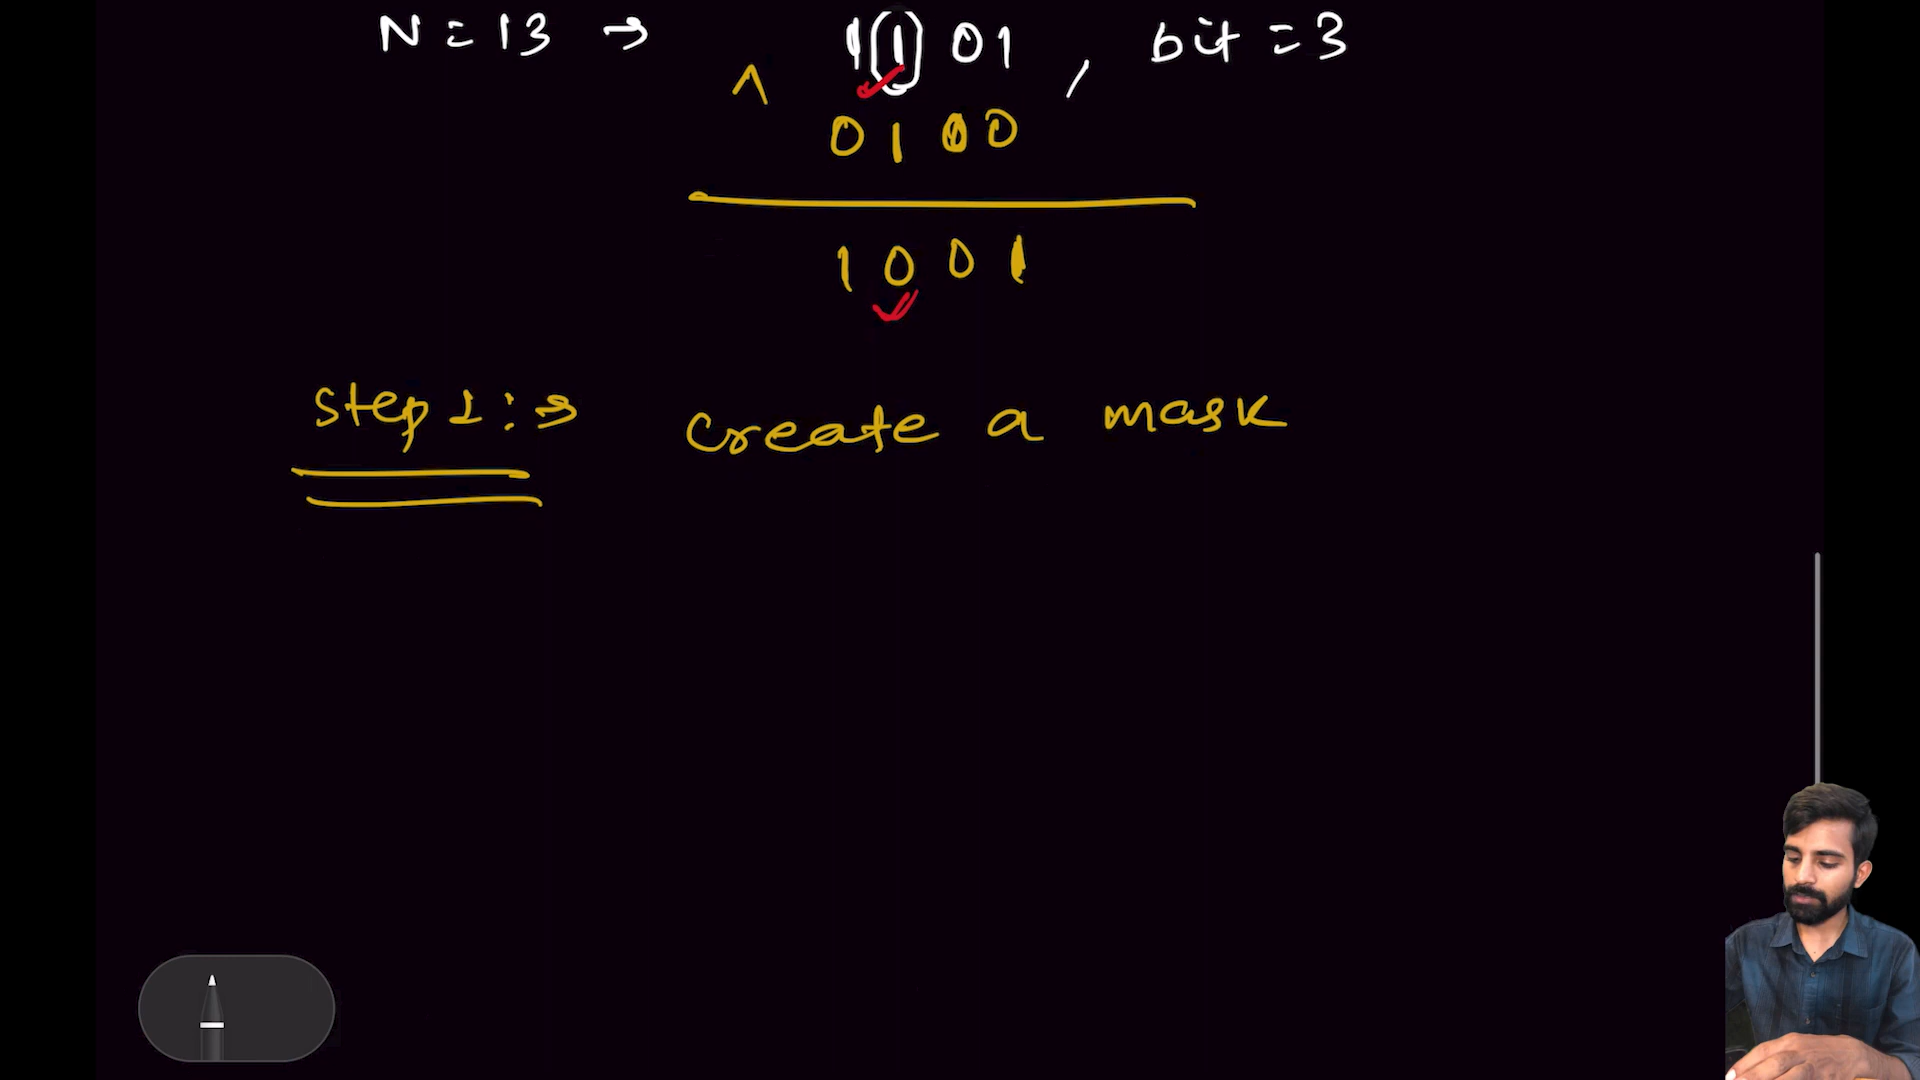 N = 13 → 1101, bit = 3
^ 0100
1001
Step 1: → create a mask